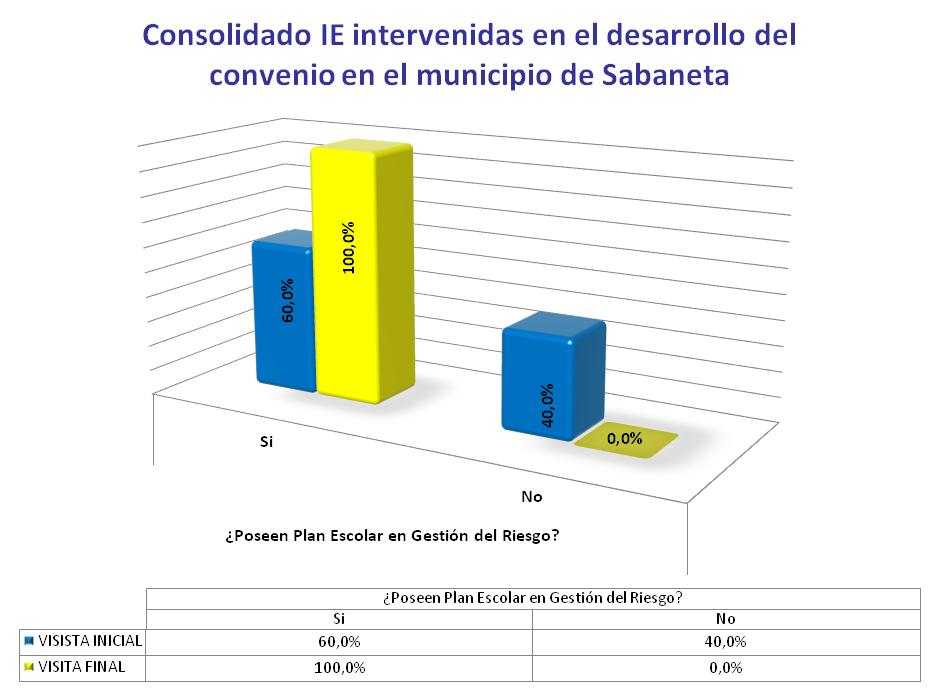 Consolidado IE intervenidas en el desarrollo del
convenio en el municipio de Sabaneta
60,0%
100,0%
40,0%
0,0%
Si
No
¿Poseen Plan Escolar en Gestión del Riesgo?
¿Poseen Plan Escolar en Gestión del Riesgo?
Si No
VISISTA INICIAL 60,0% 40,0%
VISITA FINAL 100,0% 0,0%